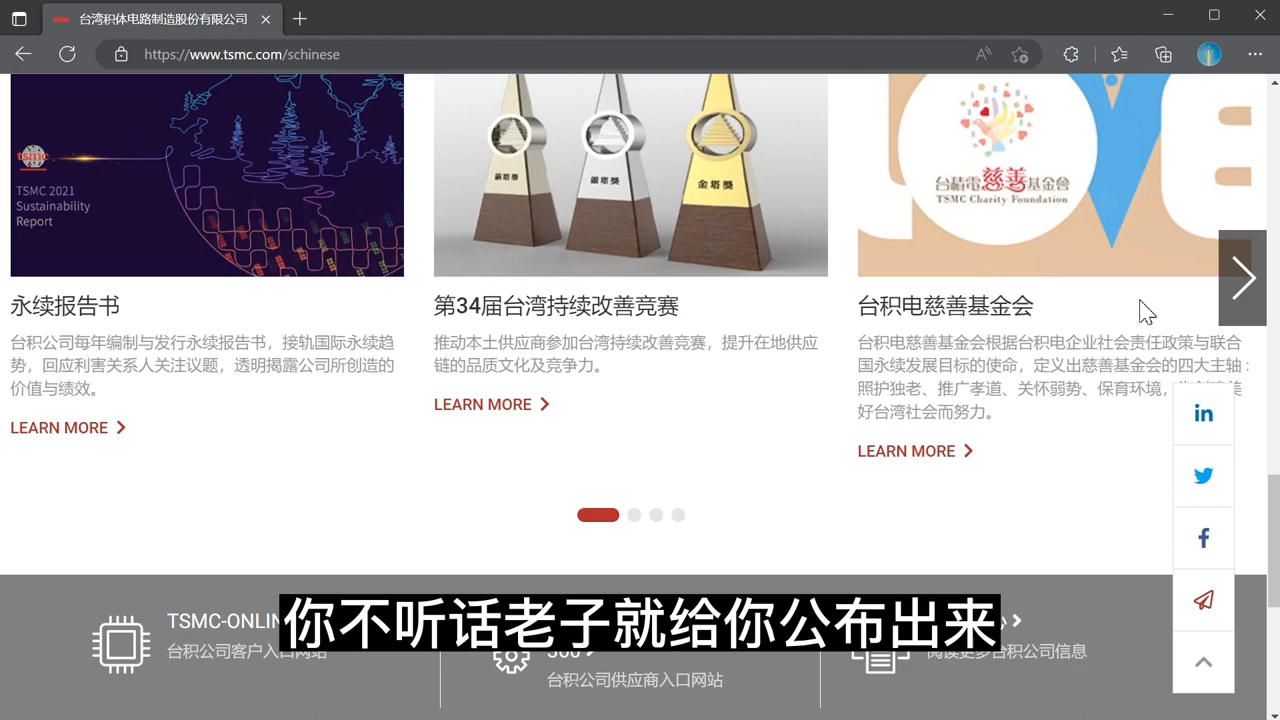 台湾积体电路制造股份有限公司
https://www.tsmc.com/schinese
tsmc
TSMC 2021
Sustainability
Report
銅塔獎
銀塔獎
金塔獎
台積電慈善基金會
TSMC Charity Foundation
永续报告书
台积公司每年编制与发行永续报告书，接轨国际永续趋
势，回应利害关系人关注议题，透明揭露公司所创造的
价值与绩效。
LEARN MORE
第34届台湾持续改善竞赛
推动本土供应商参加台湾持续改善竞赛，提升在地供应
链的品质文化及竞争力。
LEARN MORE
台积电慈善基金会
台积电慈善基金会根据台积电企业社会责任政策与联合
国永续发展目标的使命，定义出慈善基金会的四大主轴：
照护独老、推广孝道、关怀弱势、保育环境，
美
好台湾社会而努力。
LEARN MORE
in
TSMC-ONLIN
台积公司客户入口网站
台积公司供应商入口网站
阅读更多台积公司信息
你不听话老子就给你公布出来